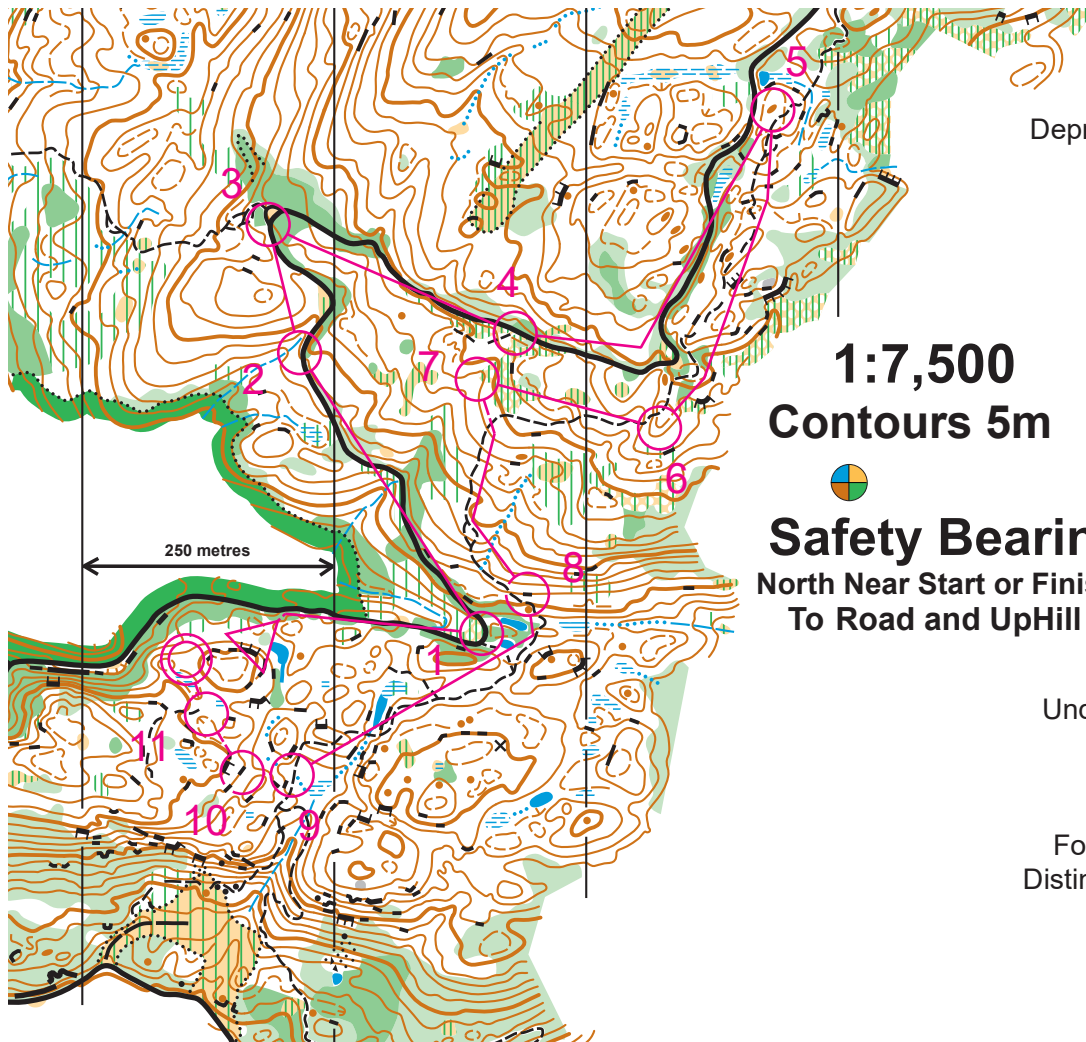 5
Depr
3
4
7
2
1:7,500
Contours 5m
6
250 metres
Safety Bearin
8
North Near Start or Finis
To Road and UpHill
1
Unc
11
10
9
Fo
Distin